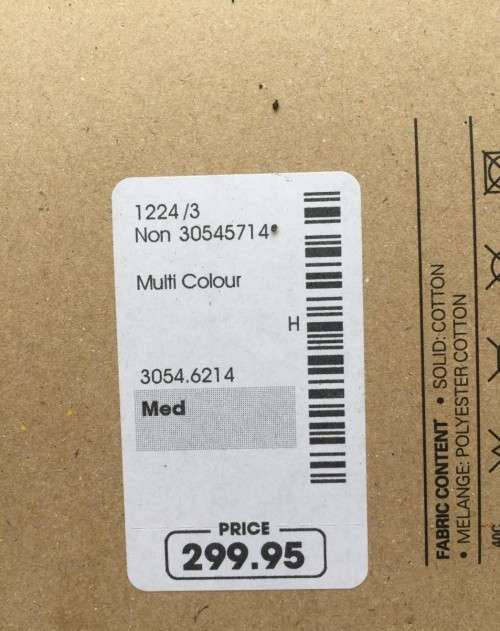 1224 /3
Non 30545714
Multi Colour
H
3054.6214
Med
PRICE
299.95
FABRIC CONTENT • SOLID: COTTON
• MELANGE: POLYESTER COTTON